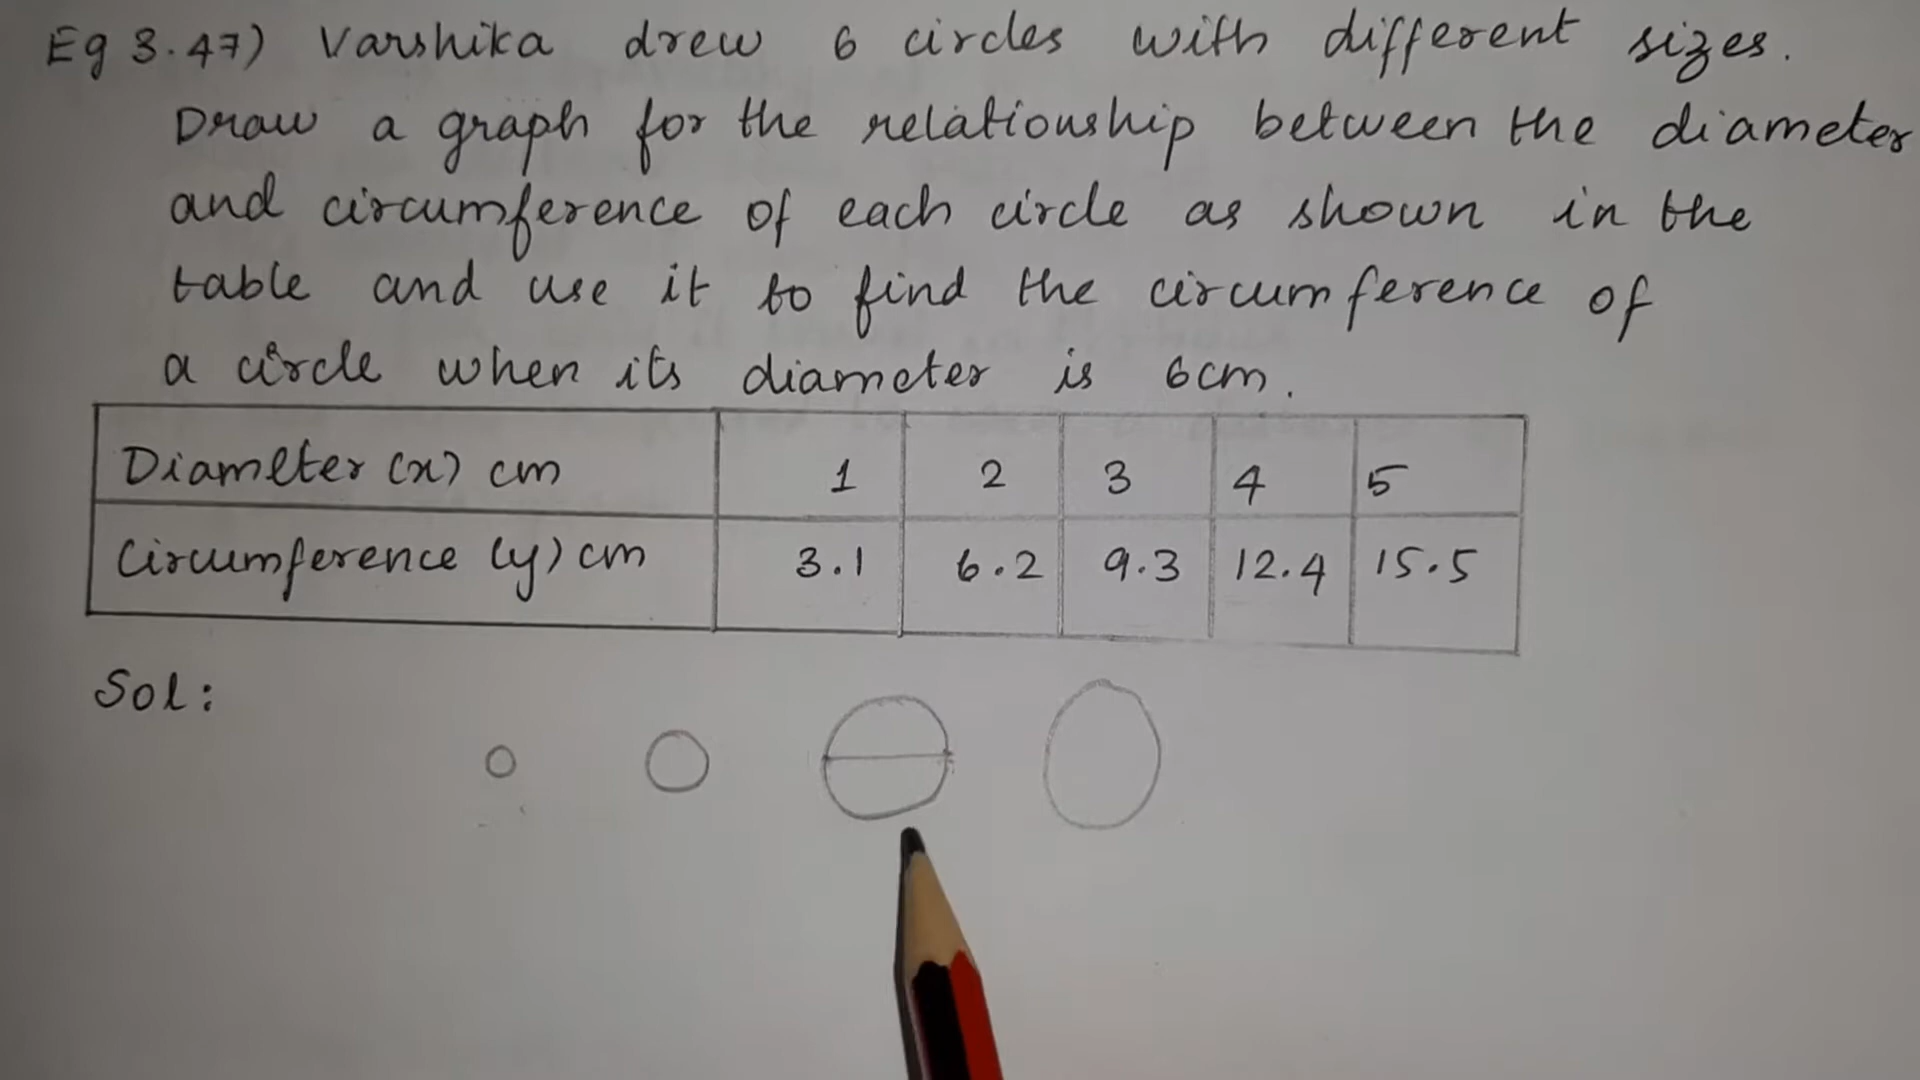 Eg 3.47) Varshika drew 6 circles with different sizes.
Draw a graph for the relationship between the diameter
and circumference of each circle as shown in the
table and use it to find the circumference of
a circle when its diameter is 6cm.
Diameter (x) cm 1 2 3 4 5
Circumference (y) cm 3.1 6.2 9.3 12.4 15.5
Sol: